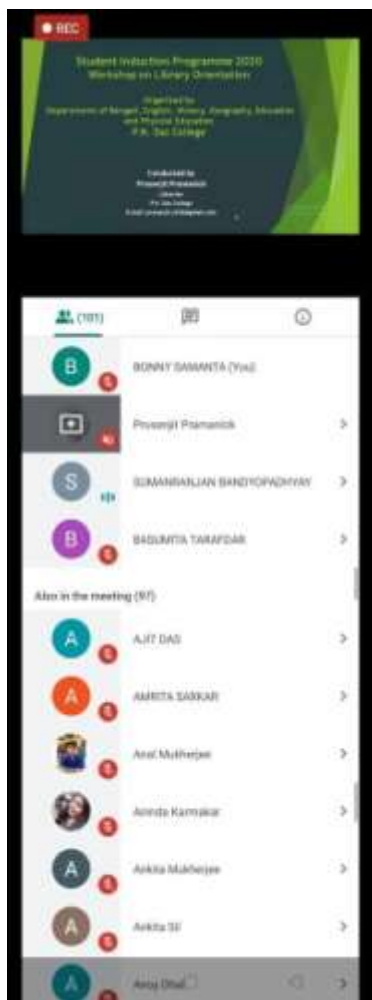 REC
Student Induction Programme 2020
Workshop on Library Orientation
Organised by
Departments of Bengali, English, History, Geography, Education
and Physical Education
P.K. Das College
Conducted by
Prosenjit Pramanick
(101)
B
BONNY SAMANTA (You)
Prosenjit Pramanick
S
SUMANRANJAN BANDYOPADHYAY
B
BASUMITA TARAFDAR
Also in the meeting (97)
A
AJIT DAS
A
AMRITA SARKAR
Mukherjee
Karmakar
A
Ankita Mukherjee
A
Ankita Sil
A